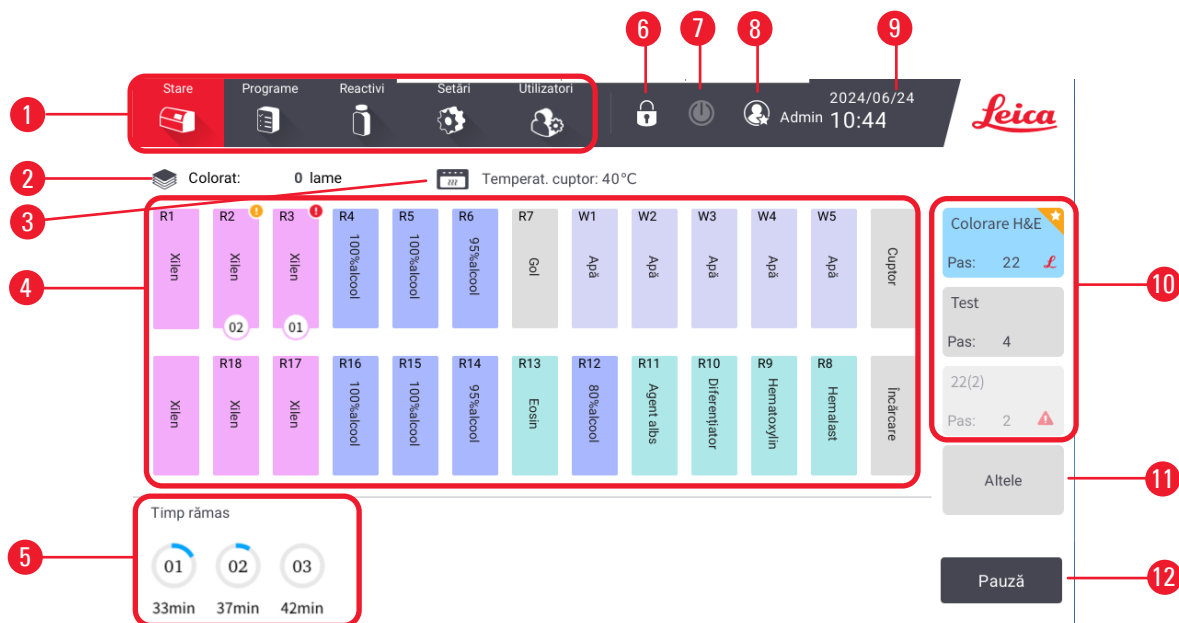 6 7 8 9
1 Stare Programe Reactivi Setări Utilizatori Admin 2024/06/24 10:44 Leica
2 Colorat: 0 lame Temperat. cuptor: 40°C
3
4
R1 R2 R3 R4 R5 R6 R7 W1 W2 W3 W4 W5
Xilen Xilen Xilen 100%alcool 100%alcool 95%alcool Gol Apă Apă Apă Apă Apă Cuptor
02 01
R18 R17 R16 R15 R14 R13 R12 R11 R10 R9 R8
Xilen Xilen Xilen 100%alcool 100%alcool 95%alcool Eosin 80%alcool Agent albs Diferențiator Hematoxylin Hemalast Încărcare
Colorare H&E
Pas: 22
10
Test
Pas: 4
22(2)
Pas: 2
Altele 11
Timp rămas
5 01 02 03
33min 37min 42min
Pauză 12